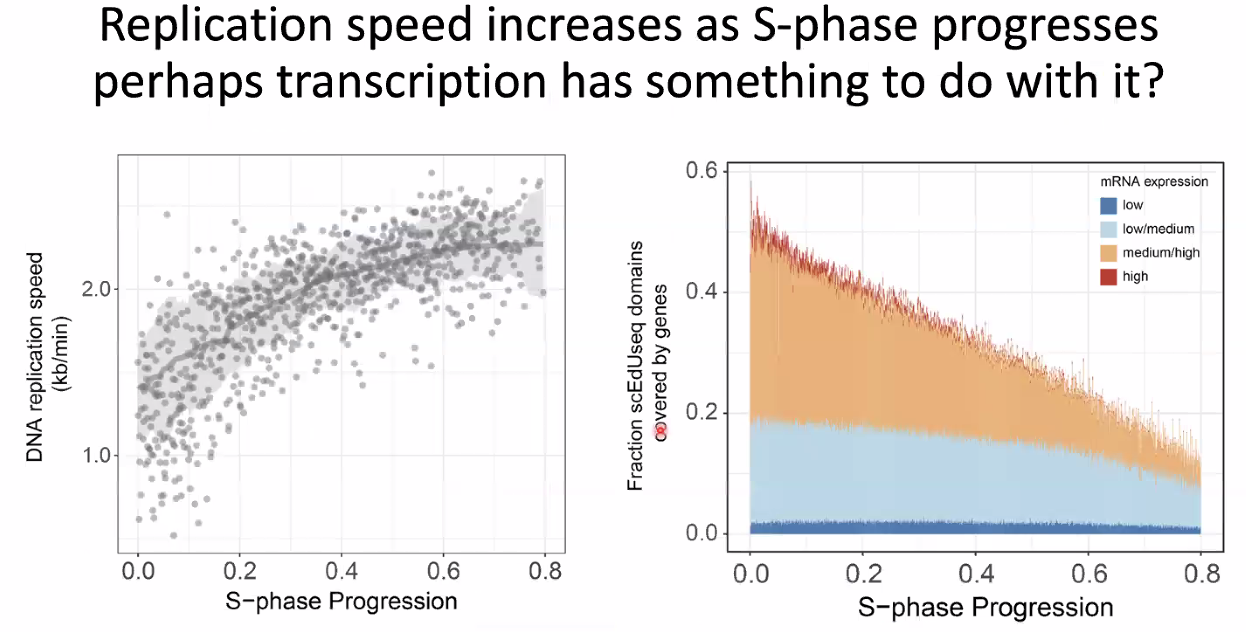 Replication speed increases as S-phase progresses
perhaps transcription has something to do with it?
DNA replication speed
(kb/min)
2.0
1.0
0.0 0.2 0.4 0.6 0.8
S−phase Progression
Fraction scEdUseq domains
covered by genes
0.6
0.4
0.2
0.0
mRNA expression
low
low/medium
medium/high
high
0.0 0.2 0.4 0.6 0.8
S−phase Progression